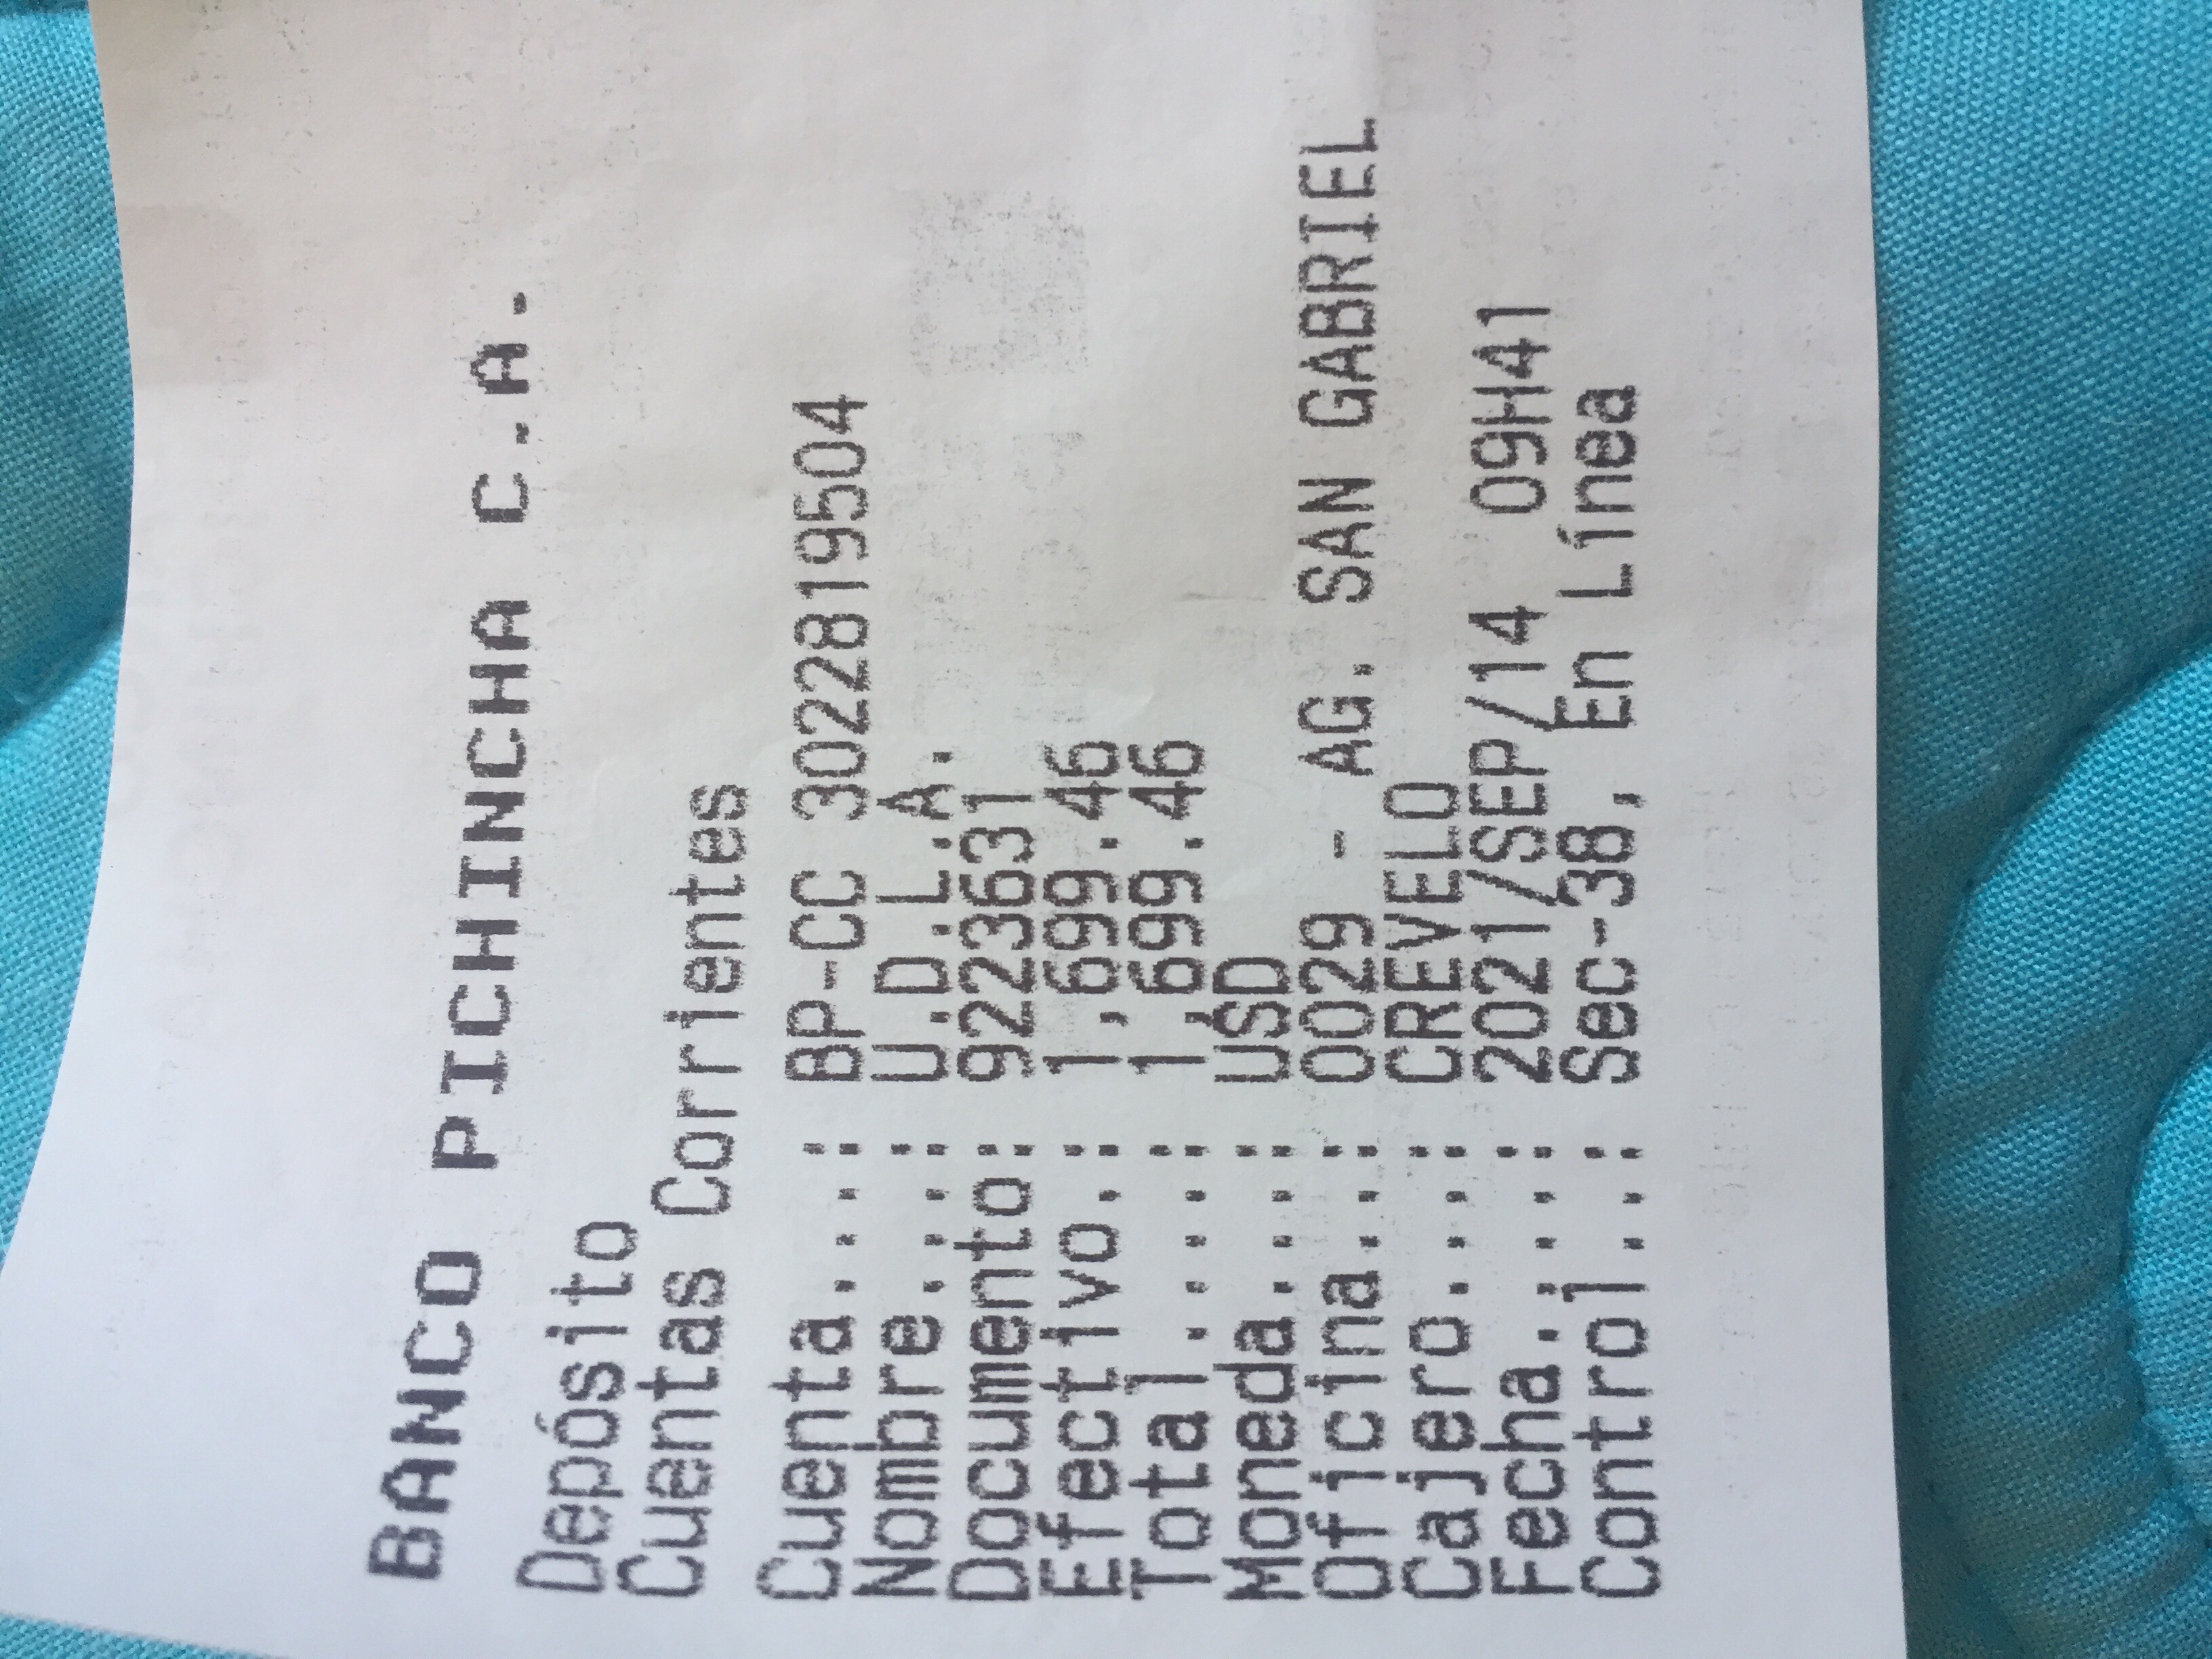 BANCO PICHINCHA C.A.
Depósito
Cuentas Corrientes
Cuenta....: BP-CC 3022819504
Nombre....: U.D.L.A.
Documento: 9223631
Efectivo.: 1,699.46
Total.....: 1,699.46
Moneda....: USD
Oficina...: 0029 - AG. SAN GABRIEL
Cajero....: CREVELO
Fecha.....: 2021/SEP/14 09H41
Control...: Sec-38, En Línea